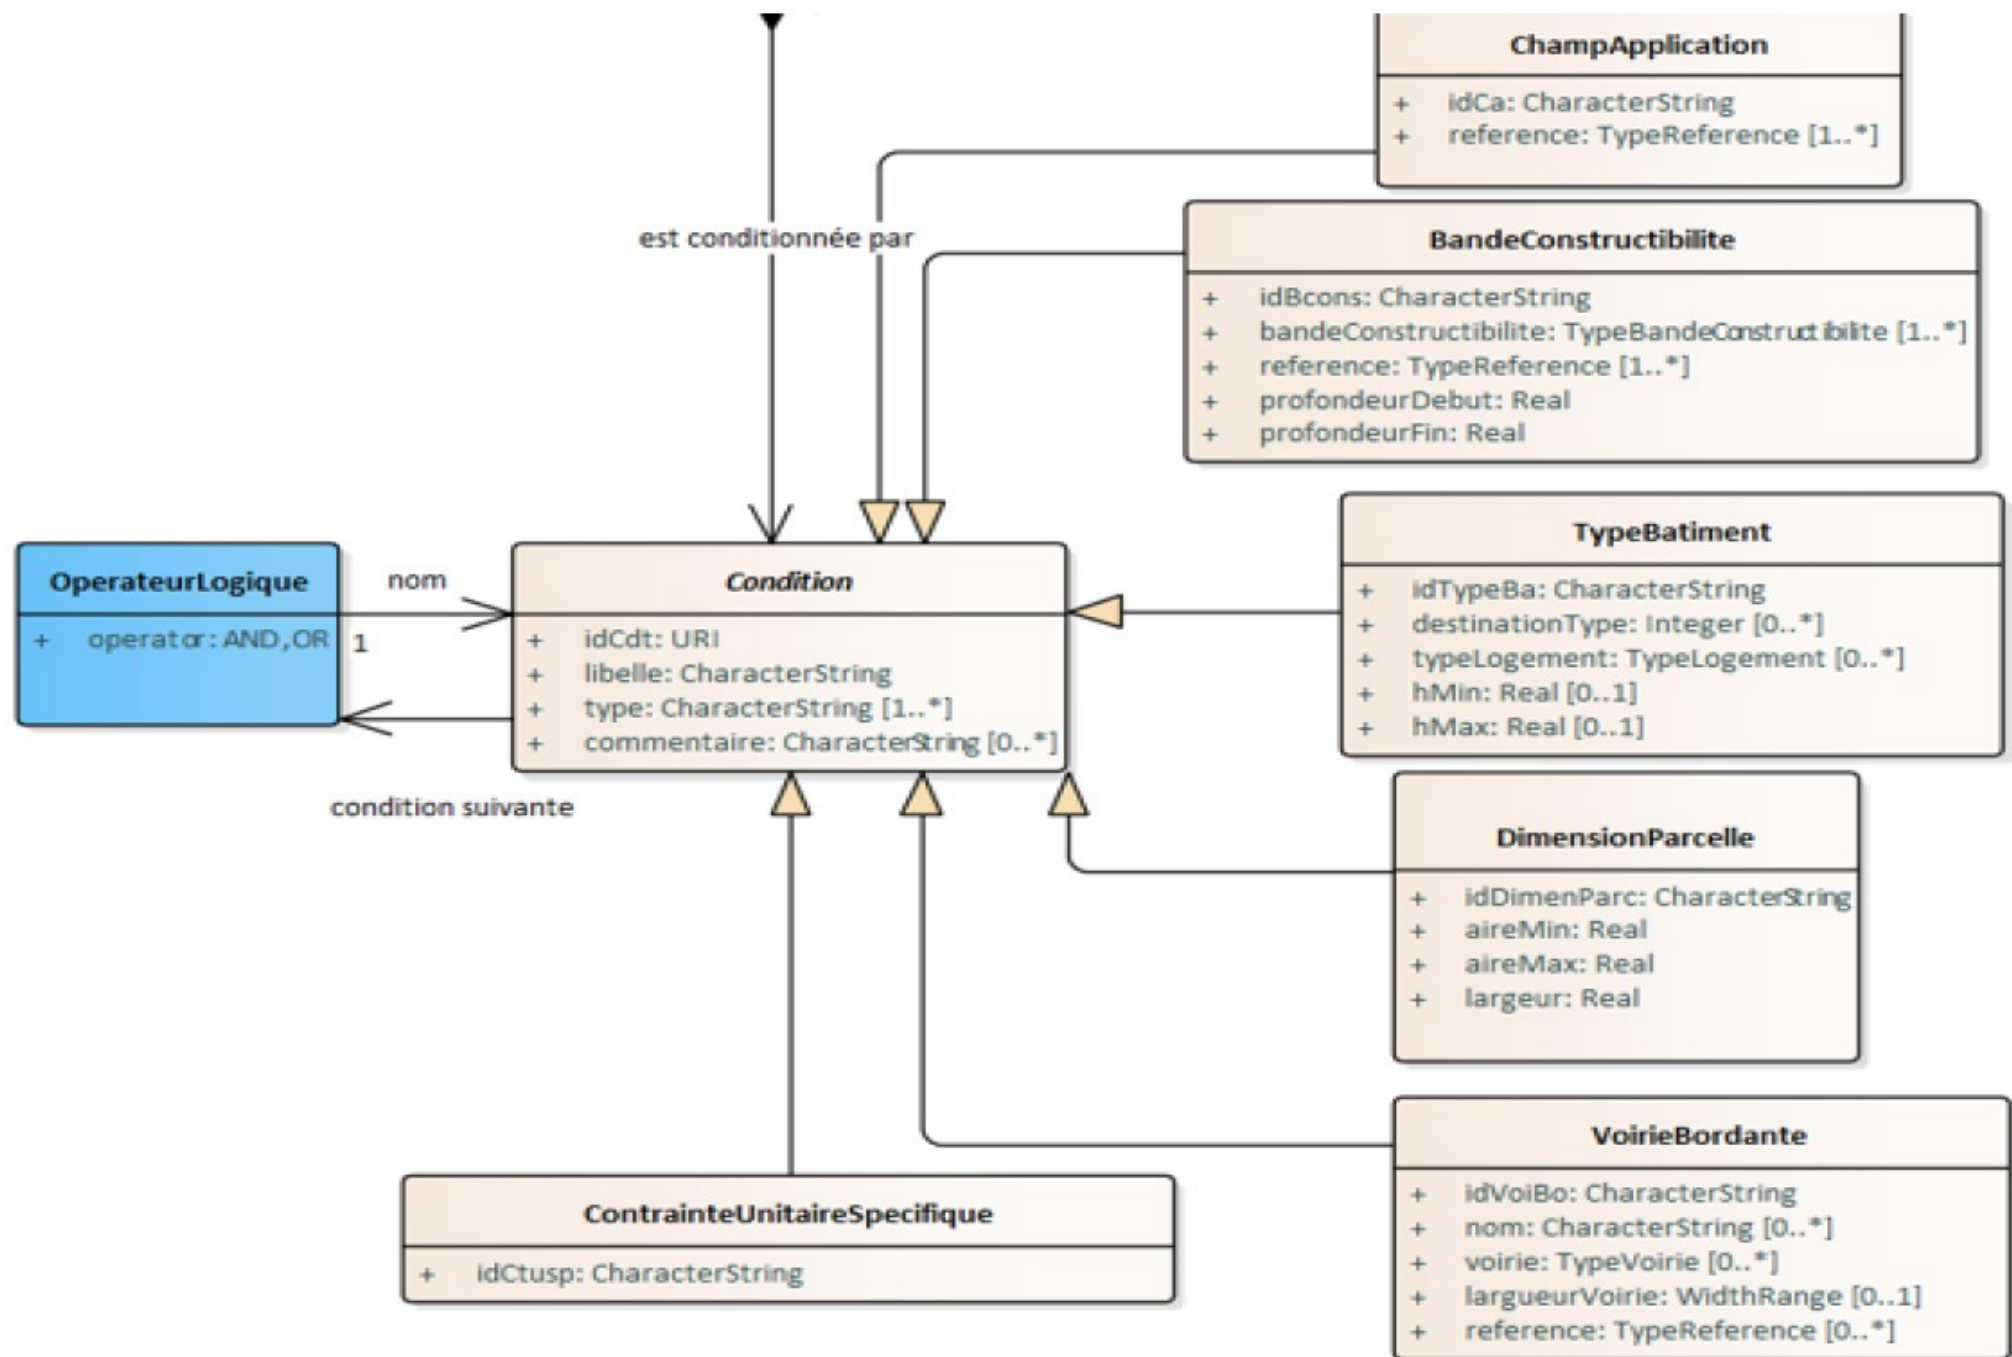 ChampApplication
+ idCa: CharacterString
+ reference: TypeReference [1..*]
est conditionnée par
BandeConstructibilite
+ idBcons: CharacterString
+ bandeConstructibilite: TypeBandeConstructibilite [1..*]
+ reference: TypeReference [1..*]
+ profondeurDebut: Real
+ profondeurFin: Real
OperateurLogique
+ operator: AND,OR
nom
1
Condition
+ idCdt: URI
+ libelle: CharacterString
+ type: CharacterString [1..*]
+ commentaire: CharacterString [0..*]
condition suivante
TypeBatiment
+ idTypeBa: CharacterString
+ destinationType: Integer [0..*]
+ typeLogement: TypeLogement [0..*]
+ hMin: Real [0..1]
+ hMax: Real [0..1]
DimensionParcelle
+ idDimenParc: CharacterString
+ aireMin: Real
+ aireMax: Real
+ largeur: Real
VoirieBordante
+ idVoiBo: CharacterString
+ nom: CharacterString [0..*]
+ voirie: TypeVoirie [0..*]
+ largueurVoirie: WidthRange [0..1]
+ reference: TypeReference [0..*]
ContrainteUnitaireSpecifique
+ idCtusp: CharacterString